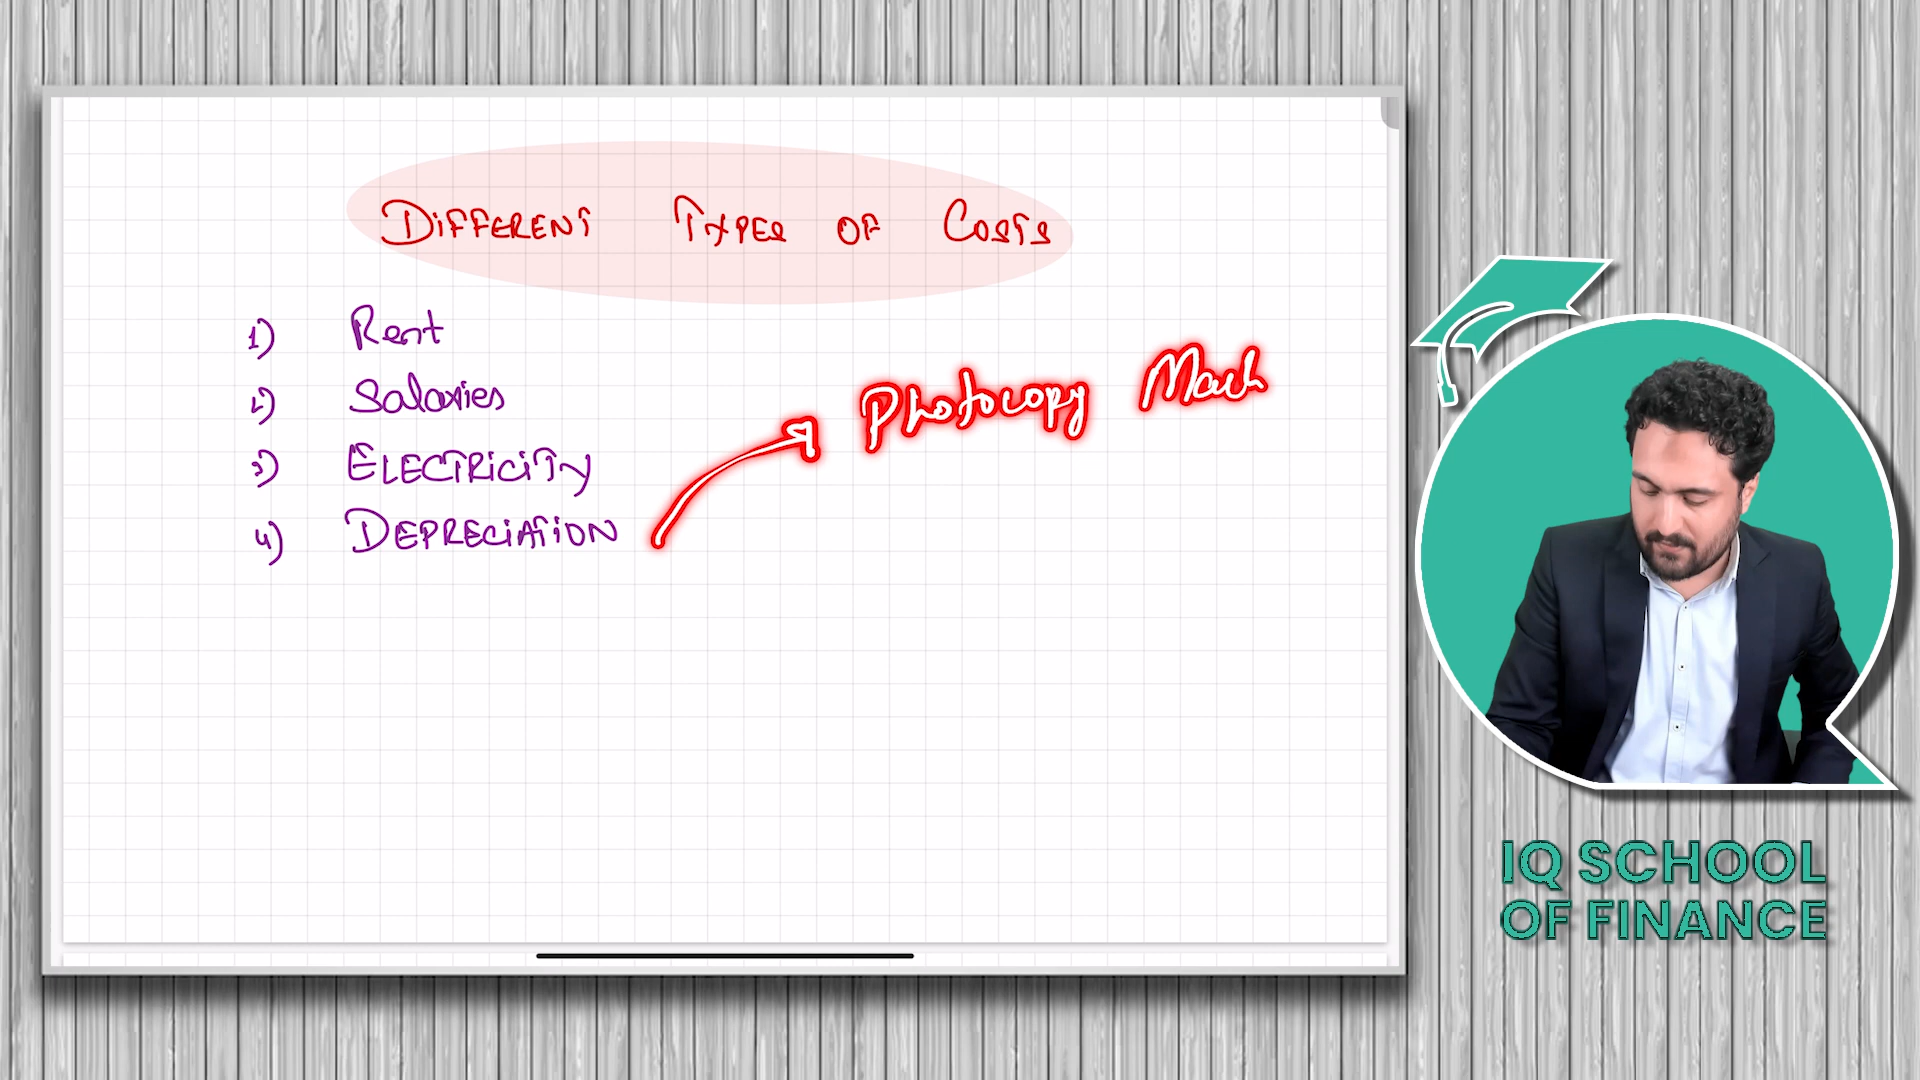 DIFFERENT TYPES OF COSTS
1) Rent
2) Salaries
3) ELECTRICITY
4) DEPRECIATION
Photocopy Mach
IQ SCHOOL
OF FINANCE